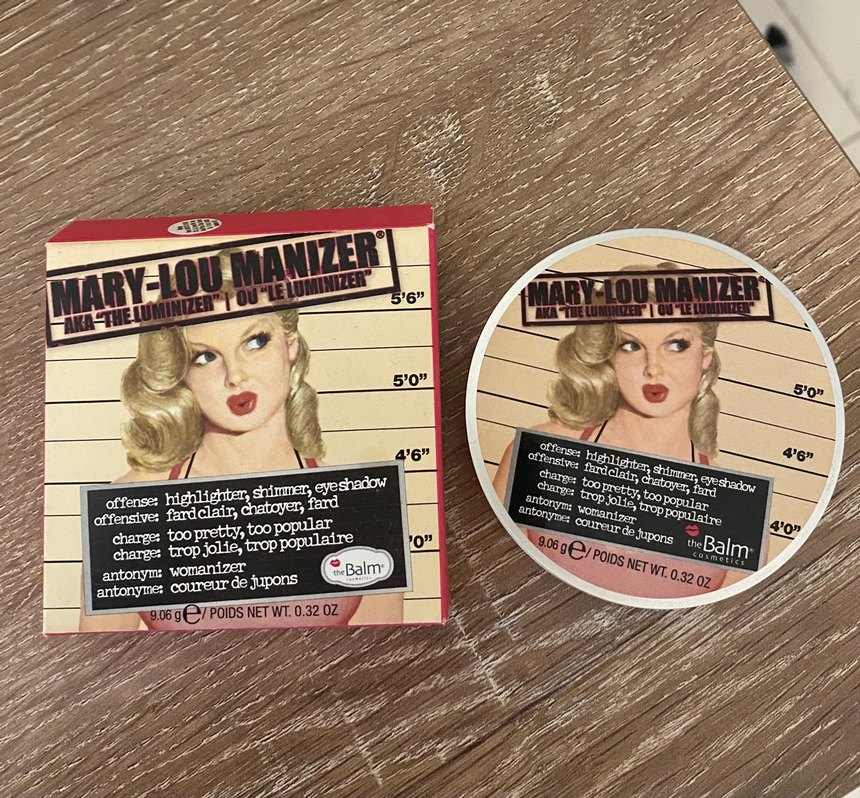 MARY-LOU MANIZER®
AKA "THE LUMINIZER" | OU "LE LUMINIZER"
5'6"
5'0"
4'6"
'0"
offense: highlighter, shimmer, eyeshadow
offensive: fard clair, chatoyer, fard
charge: too pretty, too popular
charge: trop jolie, trop populaire
antonym: womanizer
antonyme: coureur de jupons
theBalm®
cosmetics
9.06 g e / POIDS NET WT. 0.32 OZ
MARY-LOU MANIZER®
AKA "THE LUMINIZER" | OU "LE LUMINIZER"
5'0"
4'6"
4'0"
offense: highlighter, shimmer, eyeshadow
offensive: fard clair, chatoyer, fard
charge: too pretty, too popular
charge: trop jolie, trop populaire
antonym: womanizer
antonyme: coureur de jupons
theBalm®
cosmetics
9.06 g e / POIDS NET WT. 0.32 OZ